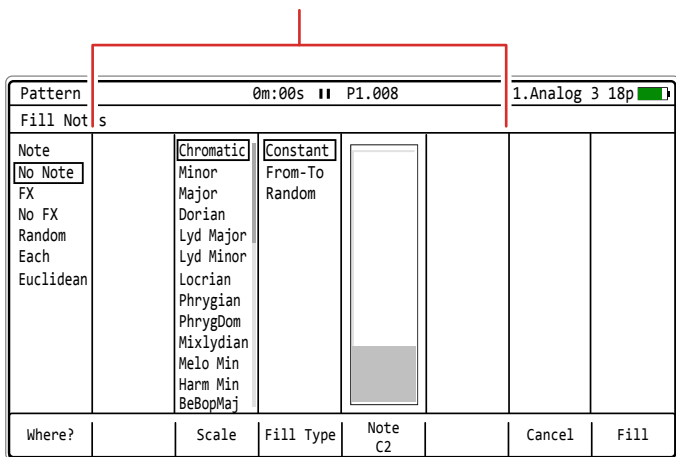 Pattern 0m:00s P1.008 1.Analog 3 18p
Fill Not s
Note
No Note
FX
No FX
Random
Each
Euclidean
Chromatic
Minor
Major
Dorian
Lyd Major
Lyd Minor
Locrian
Phrygian
PhrygDom
Mixlydian
Melo Min
Harm Min
BeBopMaj
Constant
From-To
Random
Where?
Scale
Fill Type
Note
C2
Cancel
Fill